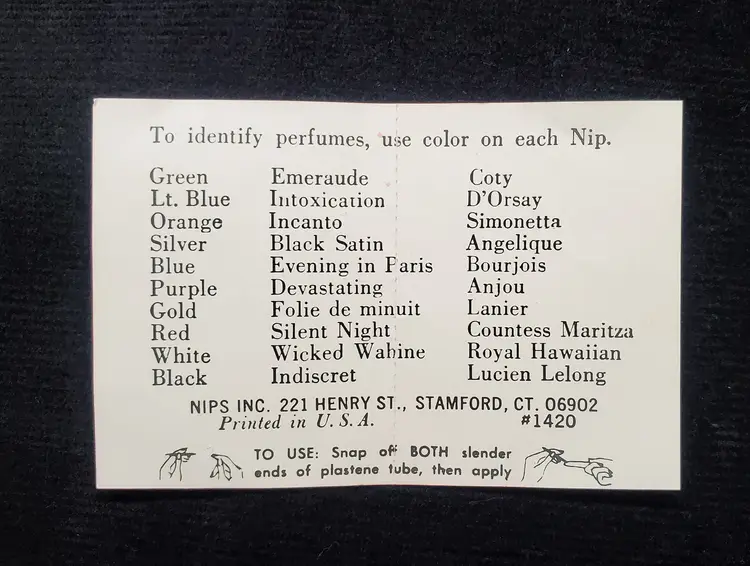 To identify perfumes, use color on each Nip.
Green Emeraude Coty
Lt. Blue Intoxication D'Orsay
Orange Incanto Simonetta
Silver Black Satin Angelique
Blue Evening in Paris Bourjois
Purple Devastating Anjou
Gold Folie de minuit Lanier
Red Silent Night Countess Maritza
White Wicked Wahine Royal Hawaiian
Black Indiscret Lucien Lelong
NIPS INC. 221 HENRY ST., STAMFORD, CT. 06902
Printed in U. S. A. #1420
TO USE: Snap off BOTH slender
ends of plastene tube, then apply